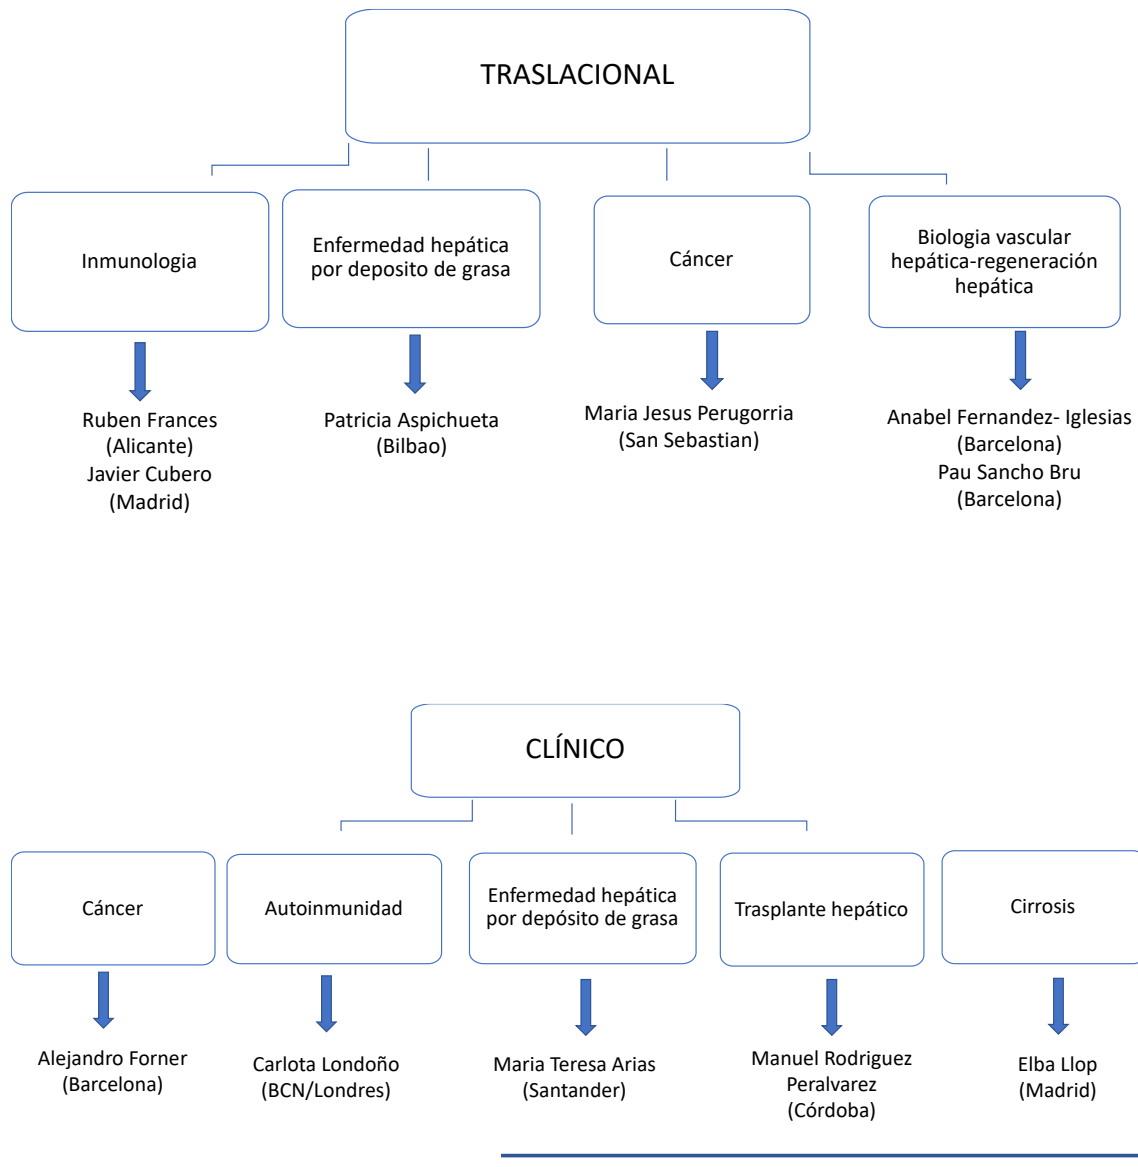 TRASLACIONAL
Inmunologia
Enfermedad hepática
por deposito de grasa
Cáncer
Biologia vascular
hepática-regeneración
hepática
Ruben Frances
(Alicante)
Javier Cubero
(Madrid)
Patricia Aspichueta
(Bilbao)
Maria Jesus Perugorria
(San Sebastian)
Anabel Fernandez- Iglesias
(Barcelona)
Pau Sancho Bru
(Barcelona)
CLÍNICO
Cáncer
Autoinmunidad
Enfermedad hepática
por depósito de grasa
Trasplante hepático
Cirrosis
Alejandro Forner
(Barcelona)
Carlota Londoño
(BCN/Londres)
Maria Teresa Arias
(Santander)
Manuel Rodriguez
Peralvarez
(Córdoba)
Elba Llop
(Madrid)